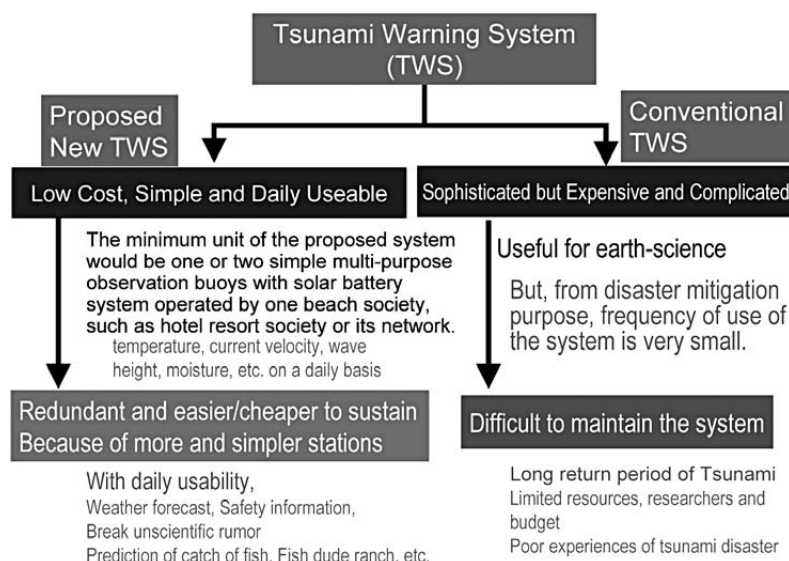 Tsunami Warning System
(TWS)
Proposed
New TWS
Conventional
TWS
Low Cost, Simple and Daily Useable
Sophisticated but Expensive and Complicated
The minimum unit of the proposed system
would be one or two simple multi-purpose
observation buoys with solar battery
system operated by one beach society,
such as hotel resort society or its network.
temperature, current velocity, wave
height, moisture, etc. on a daily basis
Useful for earth-science
But, from disaster mitigation
purpose, frequency of use of
the system is very small.
Redundant and easier/cheaper to sustain
Because of more and simpler stations
Difficult to maintain the system
With daily usability,
Weather forecast, Safety information,
Break unscientific rumor
Prediction of catch of fish, Fish dude ranch, etc.
Long return period of Tsunami
Limited resources, researchers and
budget
Poor experiences of tsunami disaster